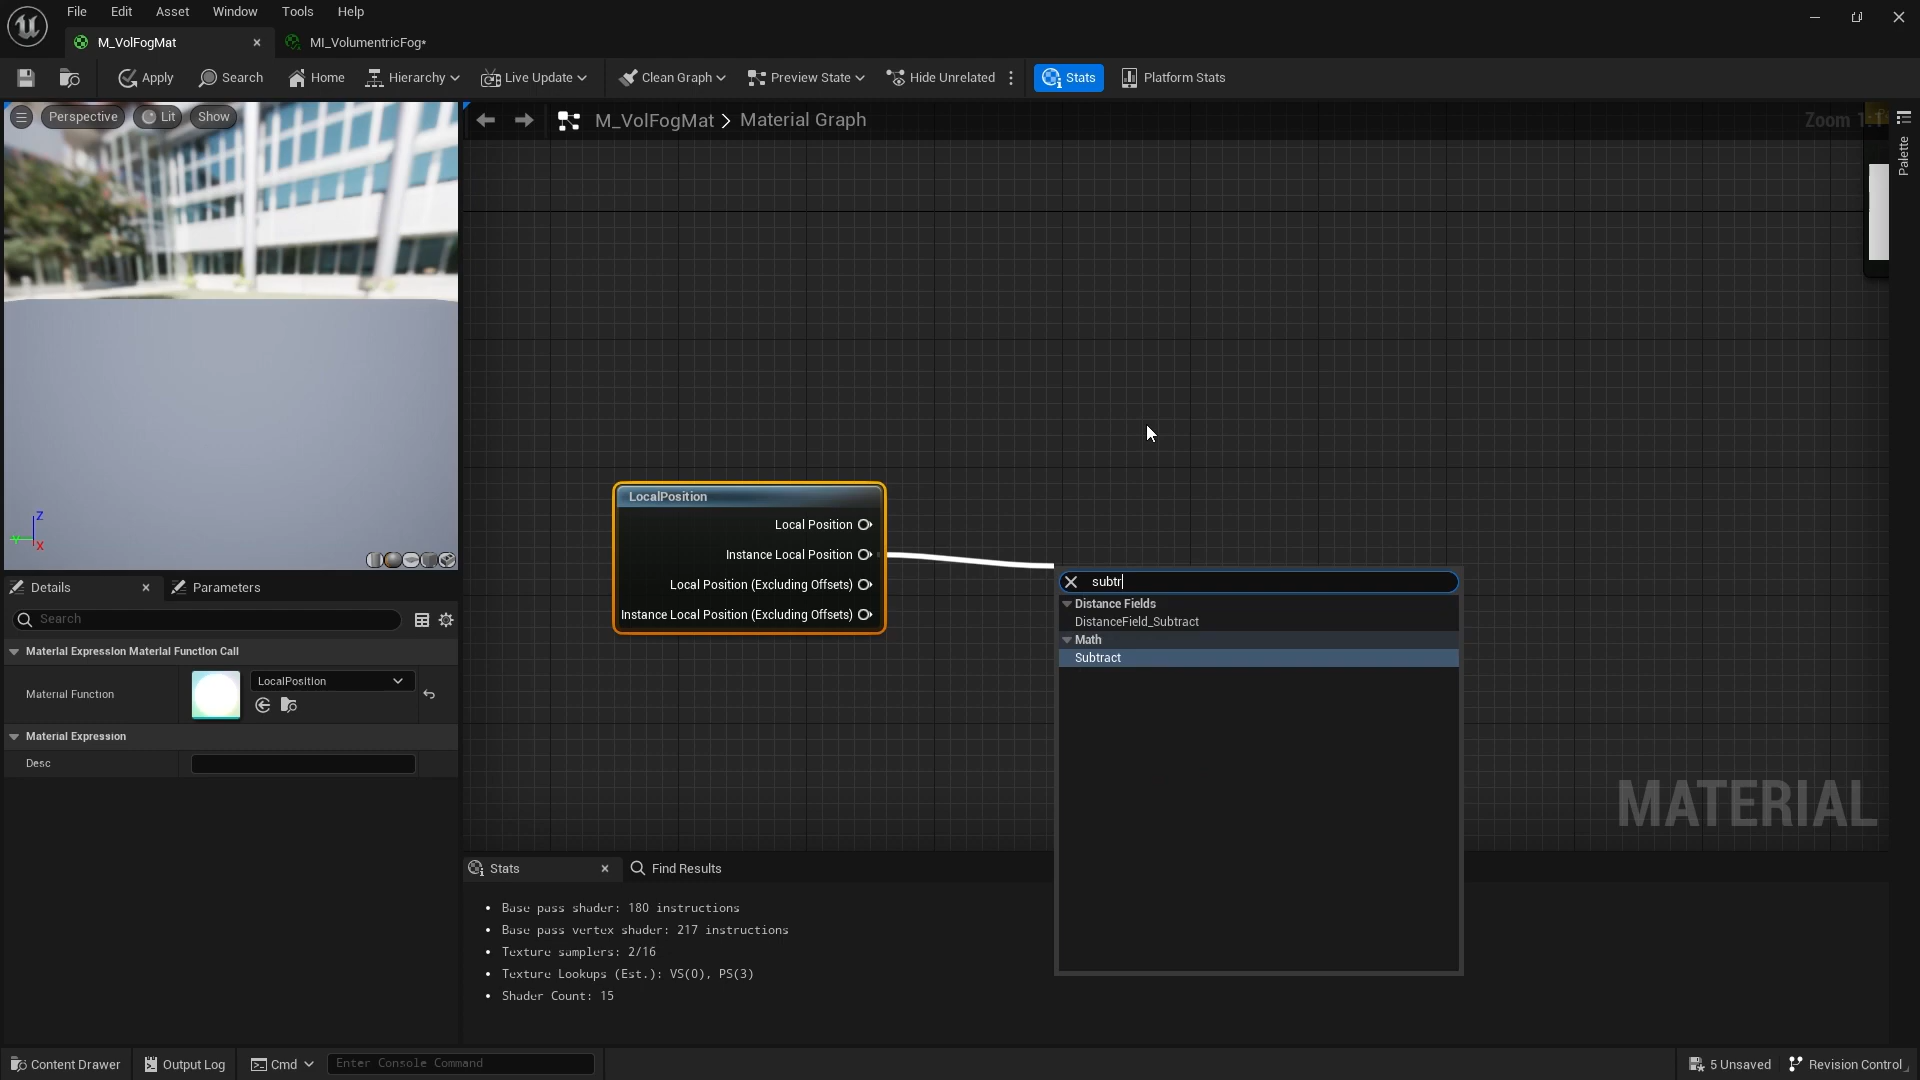 File Edit Asset Window Tools Help
M_VolFogMat MI_VolumentricFog*
Apply Search Home Hierarchy Live Update Clean Graph Preview State Hide Unrelated Stats Platform Stats
Perspective Lit Show
M_VolFogMat > Material Graph
Zoom 1:1
Palette
LocalPosition
Local Position
Instance Local Position
Local Position (Excluding Offsets)
Instance Local Position (Excluding Offsets)
subtr
Distance Fields
DistanceField_Subtract
Math
Subtract
MATERIAL
Z
X
Details Parameters
Search
Material Expression Material Function Call
Material Function LocalPosition
Material Expression
Desc
Stats Find Results
• Base pass shader: 180 instructions
• Base pass vertex shader: 217 instructions
• Texture samplers: 2/16
• Texture Lookups (Est.): VS(0), PS(3)
• Shader Count: 15
Content Drawer Output Log Cmd Enter Console Command 5 Unsaved Revision Control